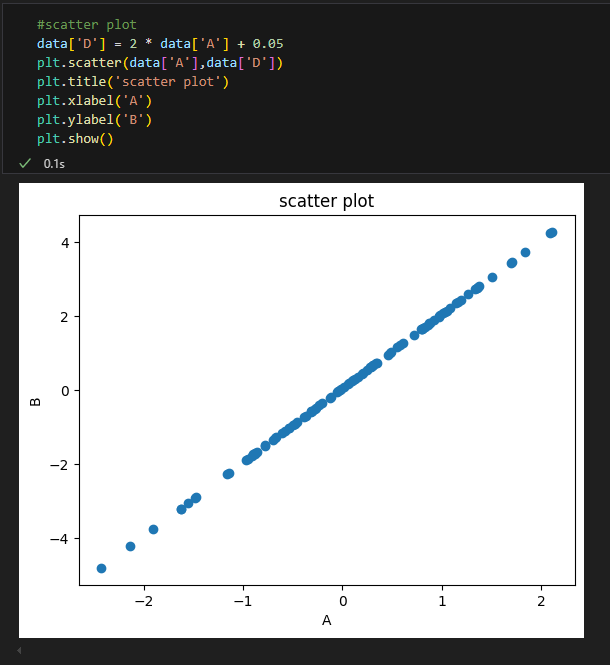 #scatter plot
data['D'] = 2 * data['A'] + 0.05
plt.scatter(data['A'],data['D'])
plt.title('scatter plot')
plt.xlabel('A')
plt.ylabel('B')
plt.show()
0.1s
scatter plot
4
2
0
−2
−4
B
−2 −1 0 1 2
A